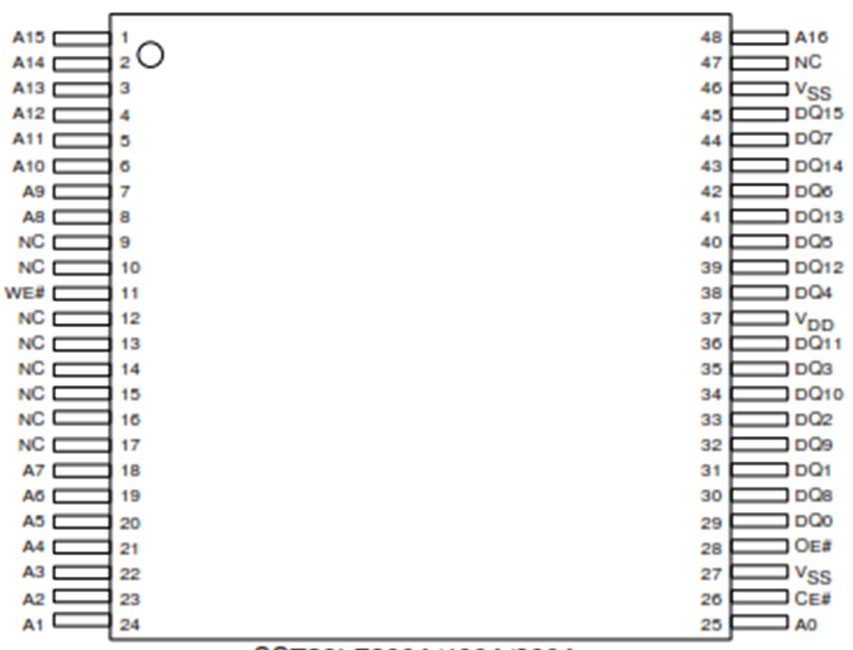 A15 1 48 A16
A14 2 47 NC
A13 3 46 VSS
A12 4 45 DQ15
A11 5 44 DQ7
A10 6 43 DQ14
A9 7 42 DQ6
A8 8 41 DQ13
NC 9 40 DQ5
NC 10 39 DQ12
WE# 11 38 DQ4
NC 12 37 VDD
NC 13 36 DQ11
NC 14 35 DQ3
NC 15 34 DQ10
NC 16 33 DQ2
NC 17 32 DQ9
A7 18 31 DQ1
A6 19 30 DQ8
A5 20 29 DQ0
A4 21 28 OE#
A3 22 27 VSS
A2 23 26 CE#
A1 24 25 A0